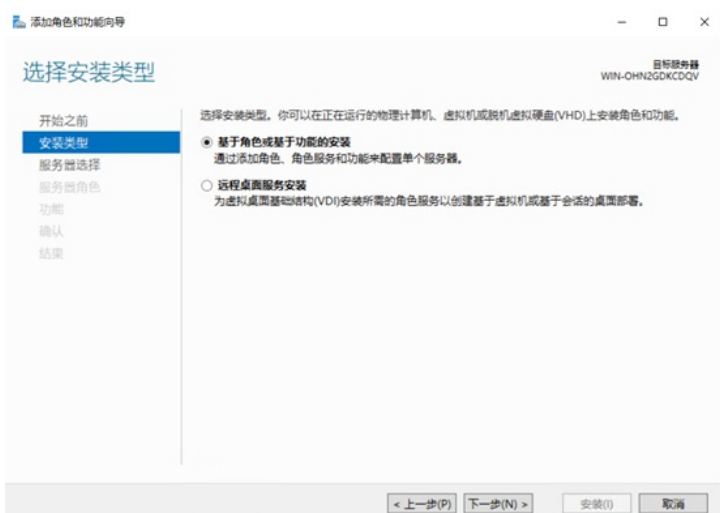 添加角色和功能向导
选择安装类型
目标服务器
WIN-OHN2GDKCDQV
开始之前
安装类型
服务器选择
服务器角色
功能
确认
结果
选择安装类型。你可以在正在运行的物理计算机、虚拟机或脱机虚拟硬盘(VHD)上安装角色和功能。
基于角色或基于功能的安装
通过添加角色、角色服务和功能来配置单个服务器。
远程桌面服务安装
为虚拟桌面基础结构(VDI)安装所需的角色服务以创建基于虚拟机或基于会话的桌面部署。
< 上一步(P) 下一步(N) > 安装(I) 取消